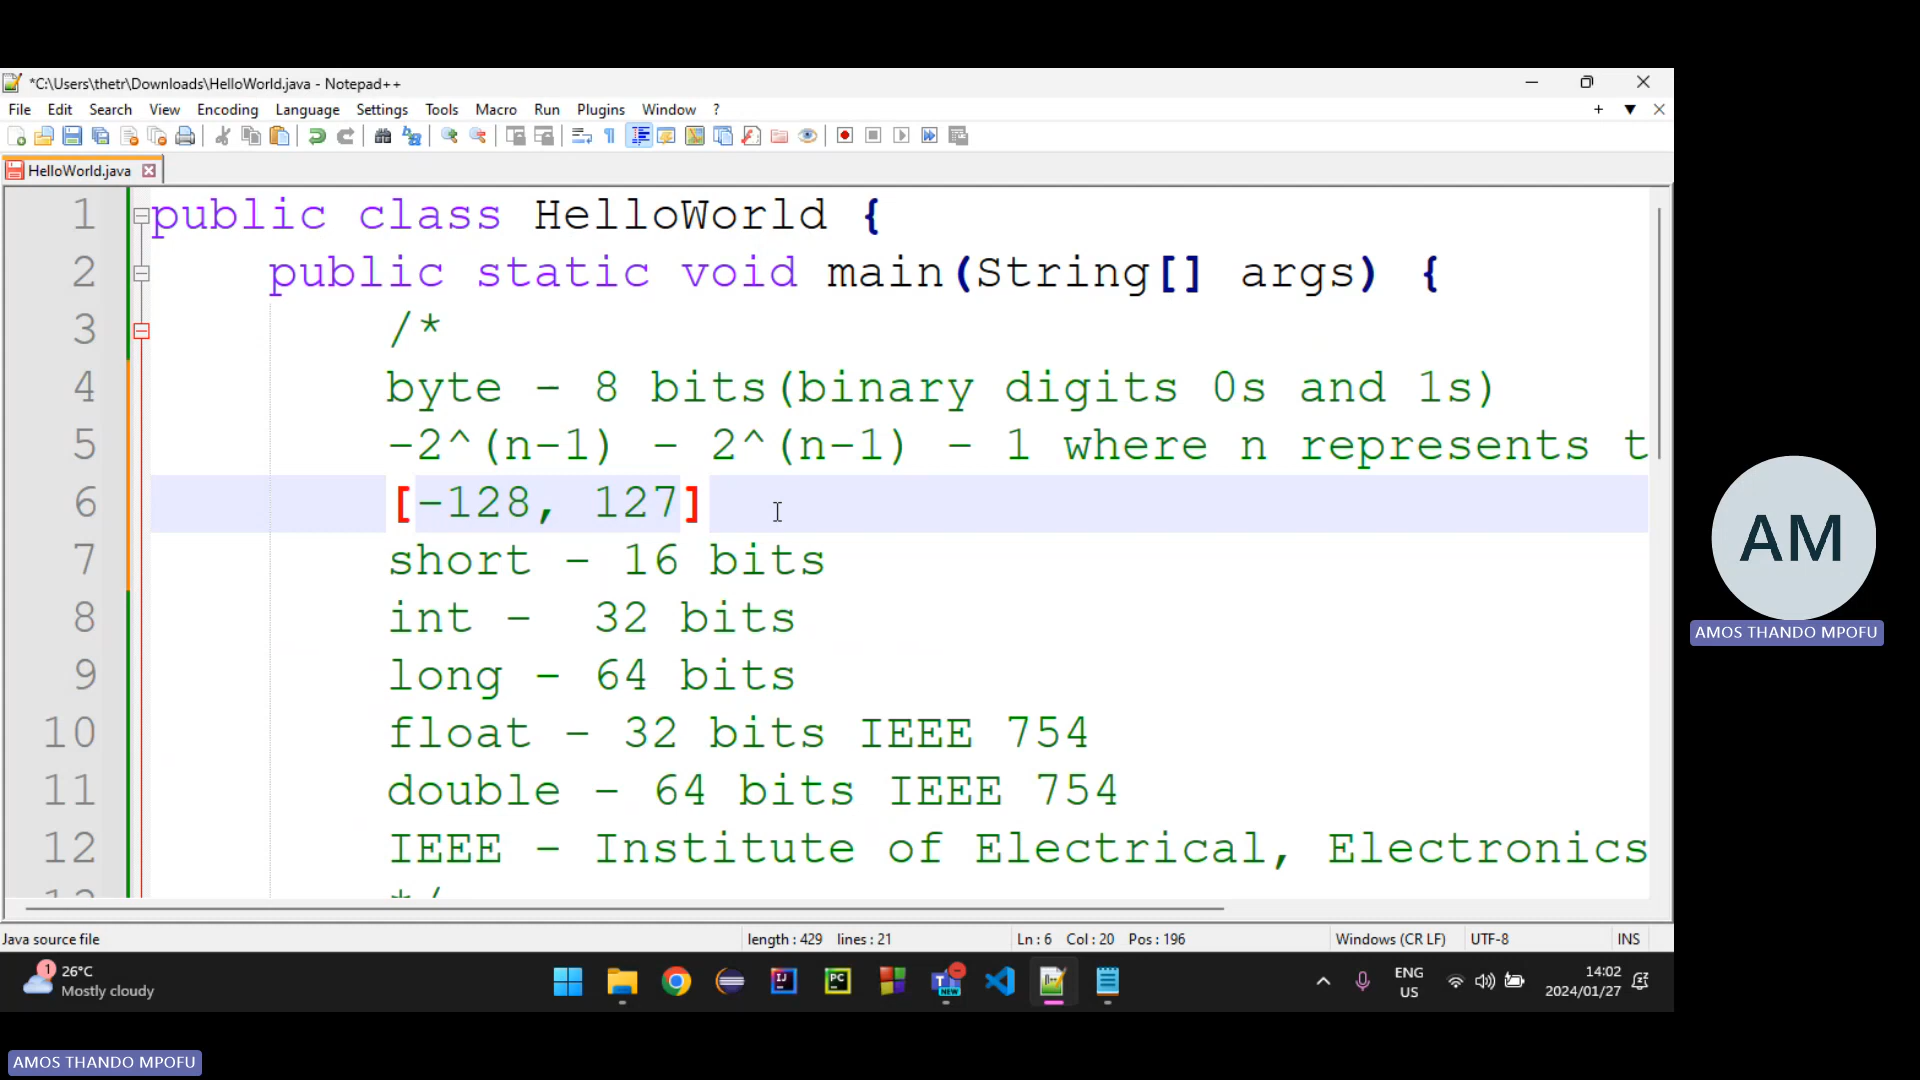 *C:\Users\thetr\Downloads\HelloWorld.java - Notepad++
File Edit Search View Encoding Language Settings Tools Macro Run Plugins Window ?
HelloWorld.java
1 public class HelloWorld {
2 public static void main(String[] args) {
3 /*
4 byte - 8 bits(binary digits 0s and 1s)
5 -2^(n-1) - 2^(n-1) - 1 where n represents t
6 [-128, 127]
7 short - 16 bits
8 int -  32 bits
9 long - 64 bits
10 float - 32 bits IEEE 754
11 double - 64 bits IEEE 754
12 IEEE - Institute of Electrical, Electronics
AM
AMOS THANDO MPOFU
Java source file length : 429 lines : 21 Ln : 6 Col : 20 Pos : 196 Windows (CR LF) UTF-8 INS
1 26°C
Mostly cloudy
IJ
PC
NEW
ENG
US
14:02
2024/01/27
AMOS THANDO MPOFU